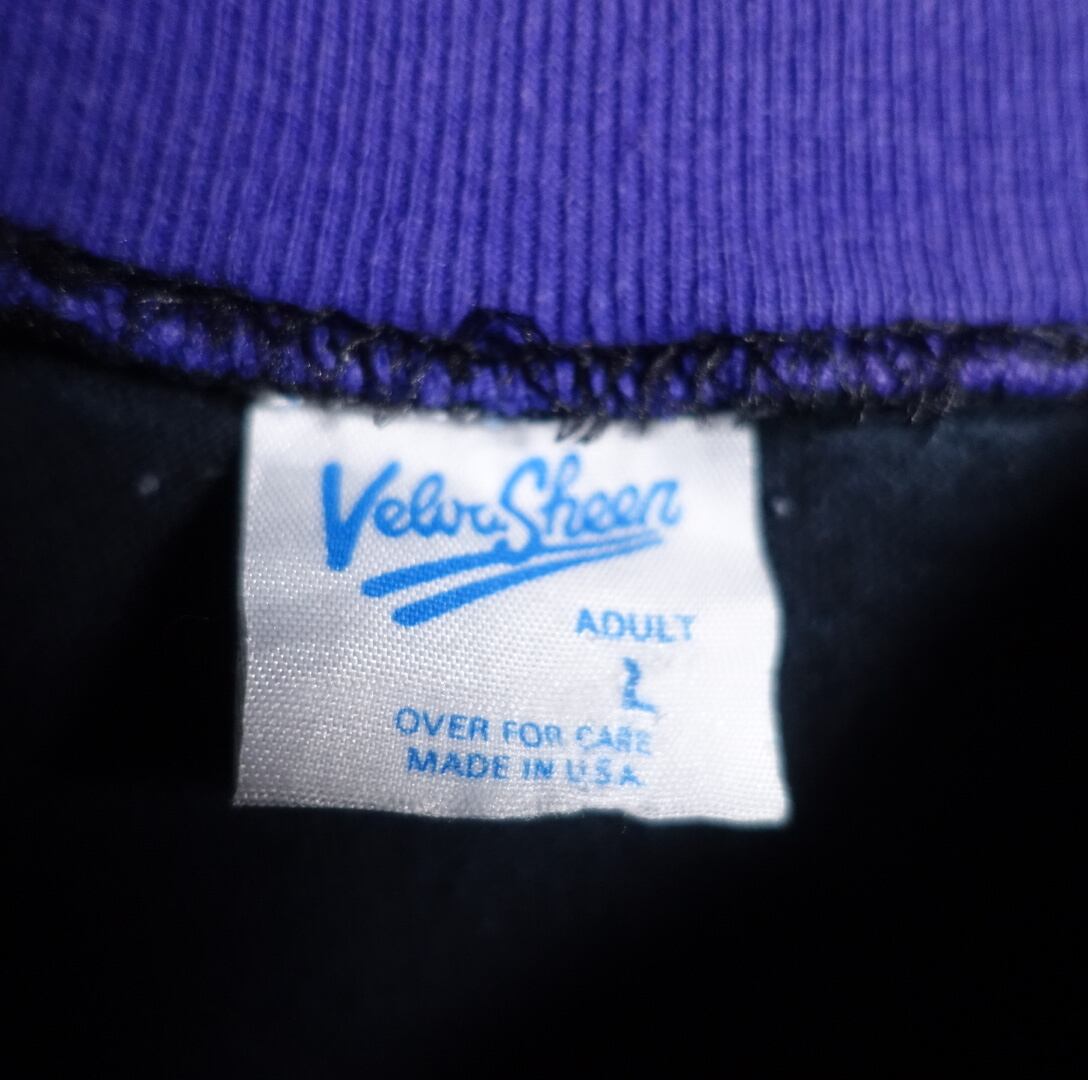 VelvaSheen
ADULT
L
OVER FOR CARE
MADE IN U.S.A.